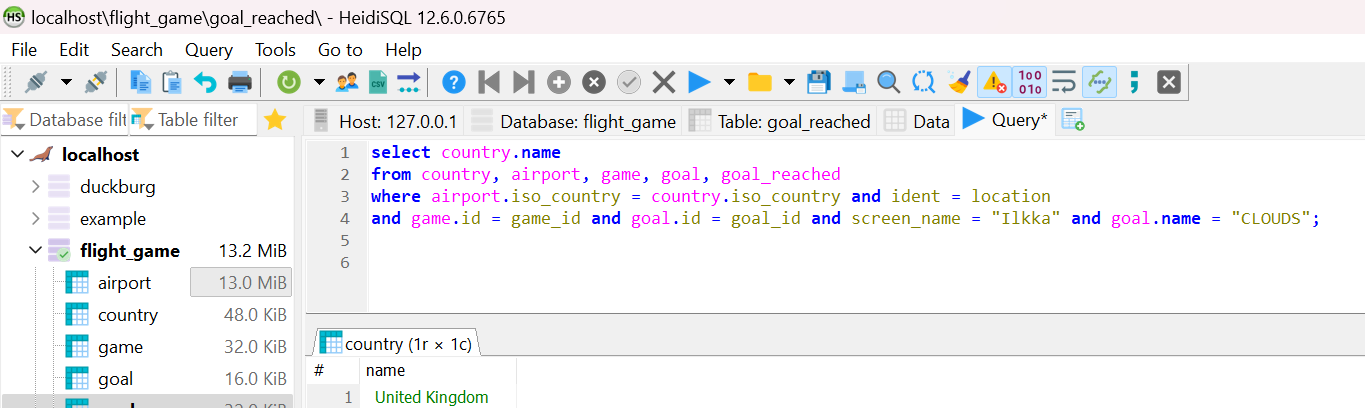 localhost\flight_game\goal_reached\ - HeidiSQL 12.6.0.6765
File Edit Search Query Tools Go to Help
Database filt Table filter Host: 127.0.0.1 Database: flight_game Table: goal_reached Data Query*
localhost
duckburg
example
flight_game 13.2 MiB
airport 13.0 MiB
country 48.0 KiB
game 32.0 KiB
goal 16.0 KiB
1 select country.name
2 from country, airport, game, goal, goal_reached
3 where airport.iso_country = country.iso_country and ident = location
4 and game.id = game_id and goal.id = goal_id and screen_name = "Ilkka" and goal.name = "CLOUDS";
5
6
country (1r × 1c)
# name
1 United Kingdom